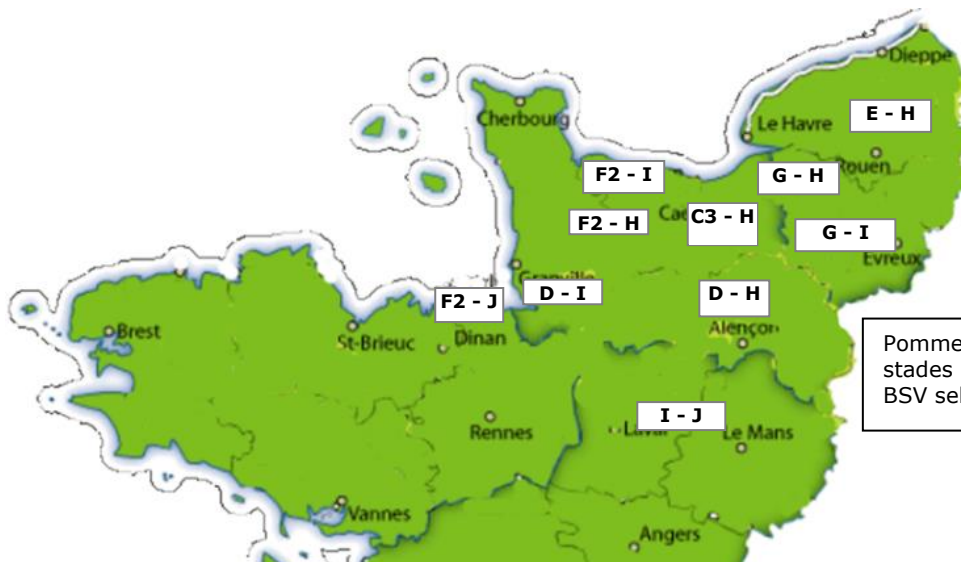 Dieppe
E - H
Cherbourg
Le Havre
Rouen
F2 - I
G - H
C3 - H
F2 - H
G - I
Evreux
D - I
F2 - J
D - H
Brest
St-Brieuc
Dinan
Alençon
Pomme
stades
BSV sel
I - J
Rennes
Le Mans
Vannes
Angers